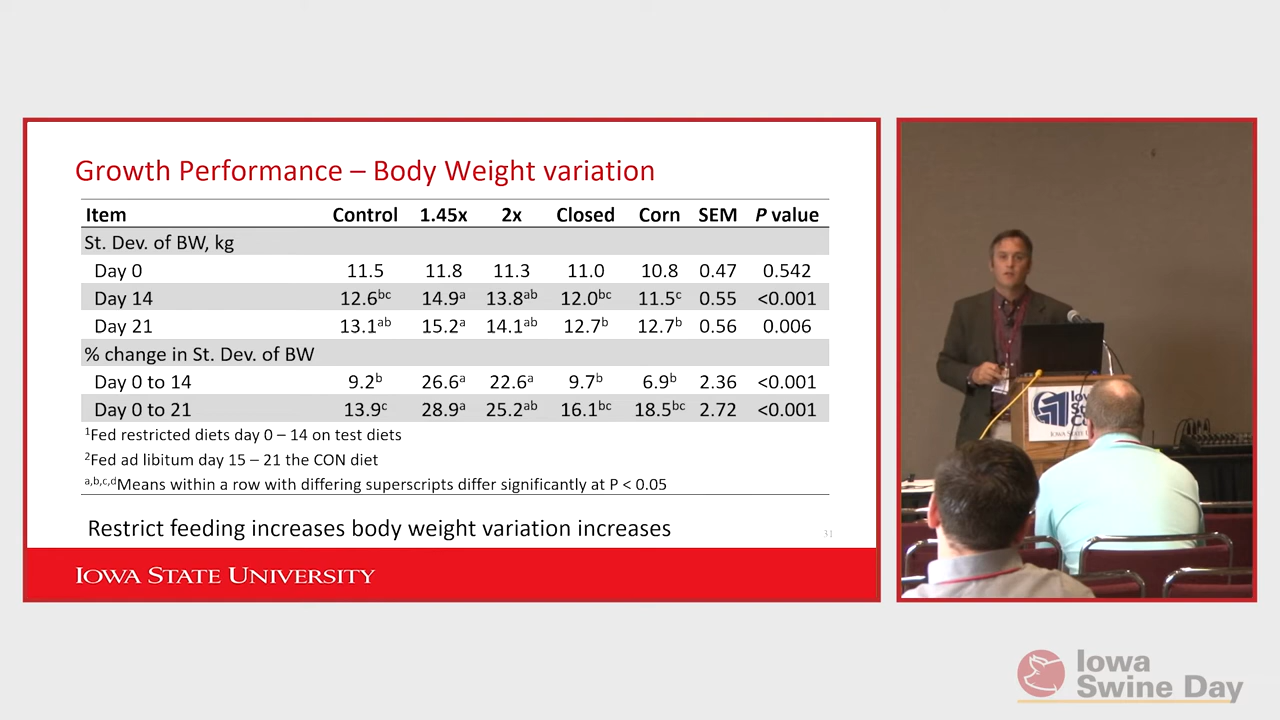 Growth Performance – Body Weight variation
Item Control 1.45x 2x Closed Corn SEM P value
St. Dev. of BW, kg
Day 0 11.5 11.8 11.3 11.0 10.8 0.47 0.542
Day 14 12.6bc 14.9a 13.8ab 12.0bc 11.5c 0.55 <0.001
Day 21 13.1ab 15.2a 14.1ab 12.7b 12.7b 0.56 0.006
% change in St. Dev. of BW
Day 0 to 14 9.2b 26.6a 22.6a 9.7b 6.9b 2.36 <0.001
Day 0 to 21 13.9c 28.9a 25.2ab 16.1bc 18.5bc 2.72 <0.001
1Fed restricted diets day 0 – 14 on test diets
2Fed ad libitum day 15 – 21 the CON diet
a,b,c,dMeans within a row with differing superscripts differ significantly at P < 0.05
Restrict feeding increases body weight variation increases
31
IOWA STATE UNIVERSITY
Iowa
Swine Day